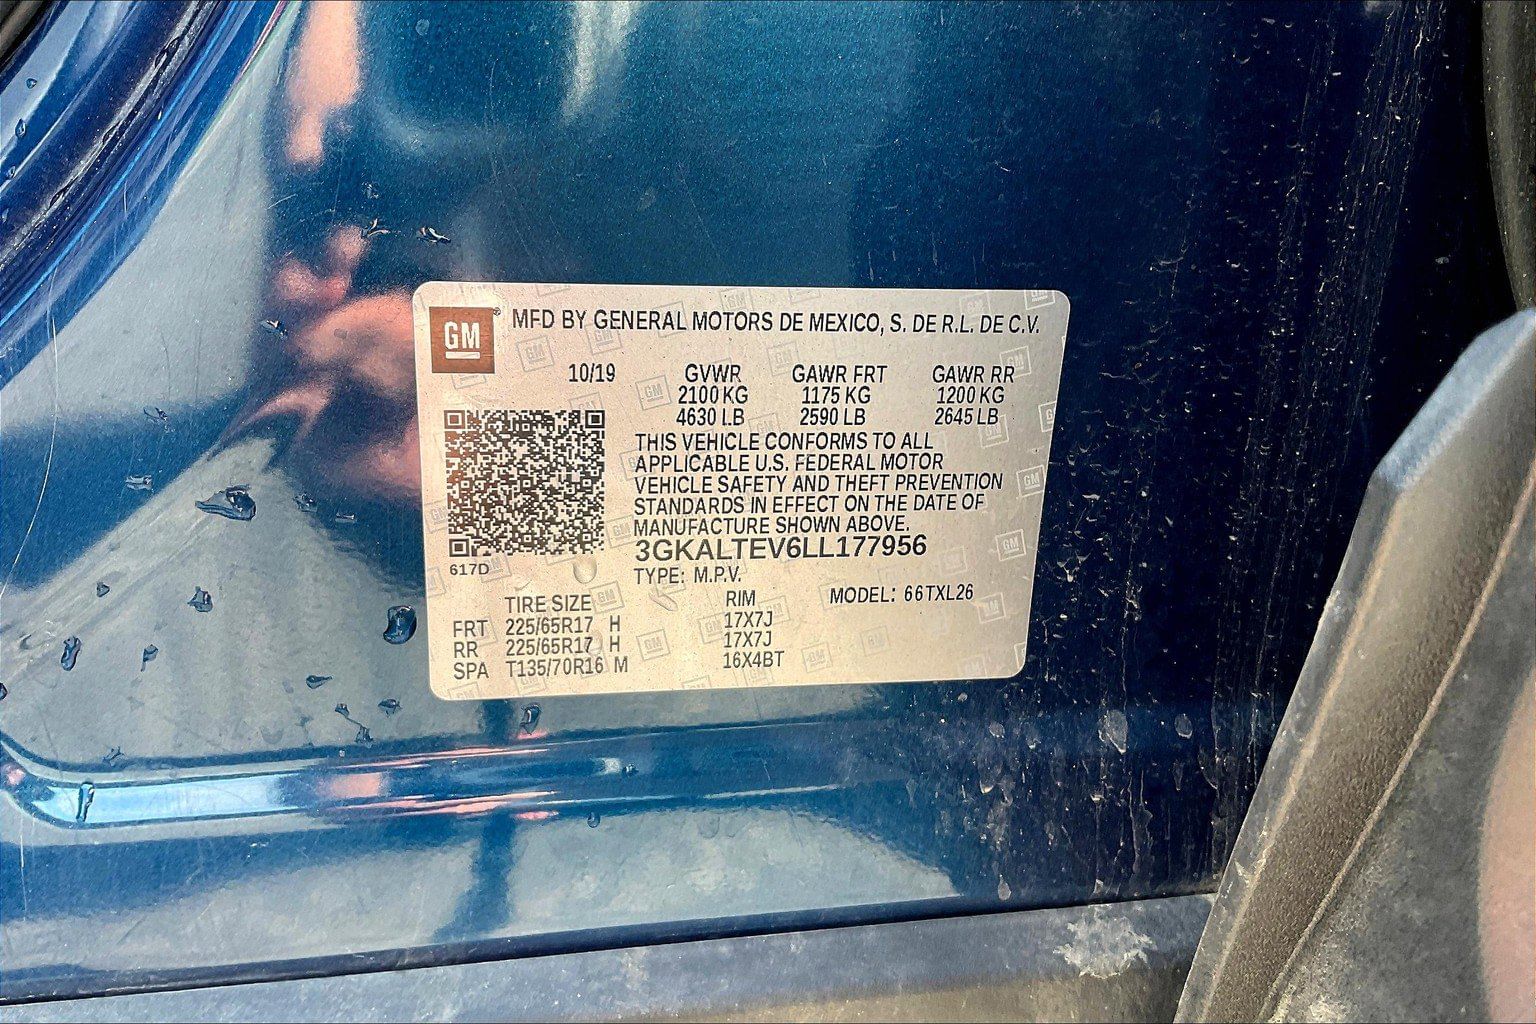 GM
MFD BY GENERAL MOTORS DE MEXICO, S. DE R.L. DE C.V.
10/19 GVWR GAWR FRT GAWR RR
2100 KG 1175 KG 1200 KG
4630 LB 2590 LB 2645 LB
THIS VEHICLE CONFORMS TO ALL
APPLICABLE U.S. FEDERAL MOTOR
VEHICLE SAFETY AND THEFT PREVENTION
STANDARDS IN EFFECT ON THE DATE OF
MANUFACTURE SHOWN ABOVE.
3GKALTEV6LL177956
617D
TYPE: M.P.V.
MODEL: 66TXL26
TIRE SIZE RIM
FRT 225/65R17 H 17X7J
RR 225/65R17 H 17X7J
SPA T135/70R16 M 16X4BT